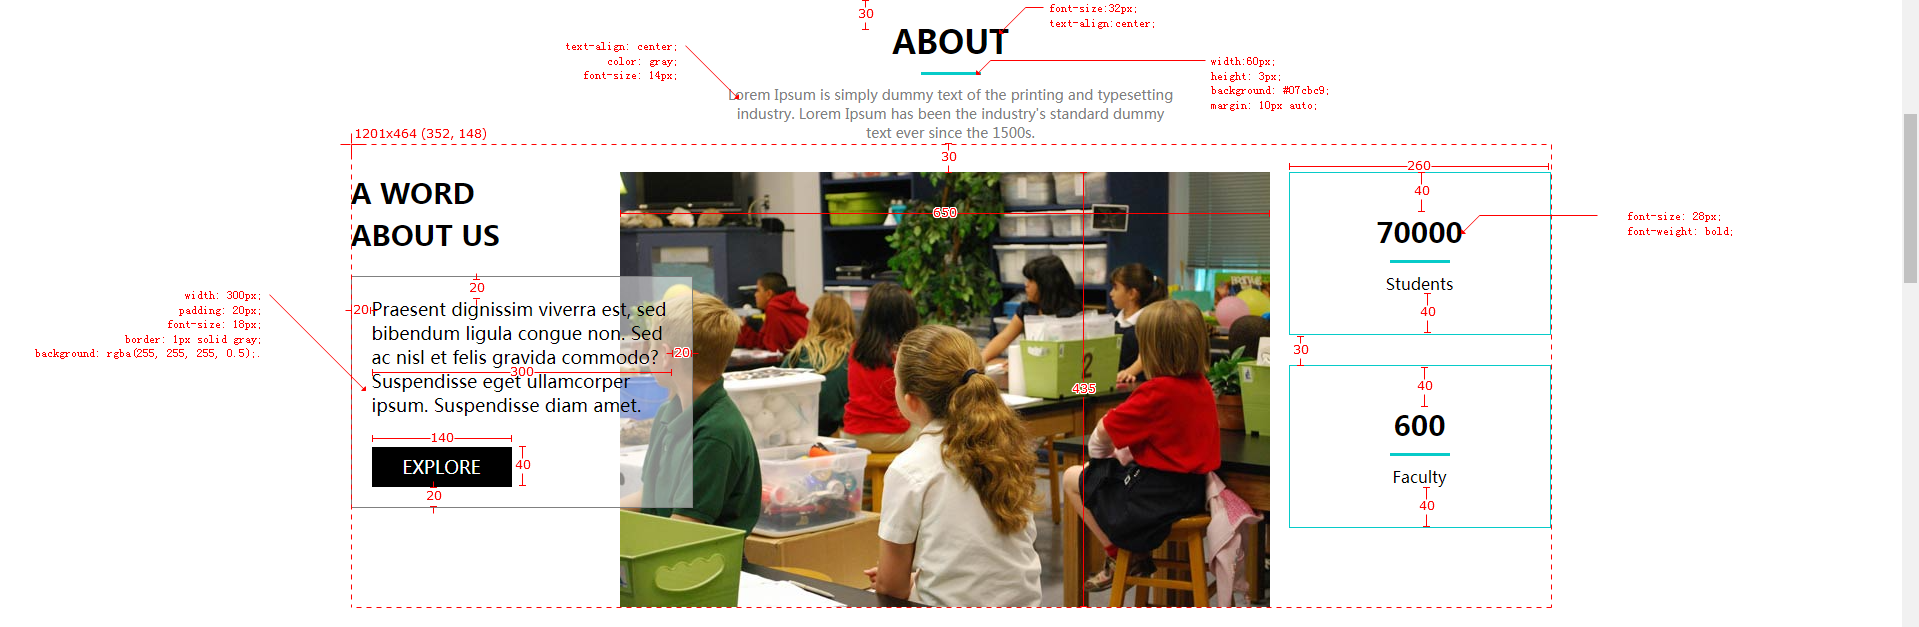 30
font-size:32px;
text-align:center;
ABOUT
text-align: center;
color: gray;
font-size: 14px;
width:60px;
height: 3px;
background: #07cbc9;
margin: 10px auto;
Lorem Ipsum is simply dummy text of the printing and typesetting
industry. Lorem Ipsum has been the industry's standard dummy
text ever since the 1500s.
1201x464 (352, 148)
30
A WORD
ABOUT US
650
435
260
40
70000
Students
40
font-size: 28px;
font-weight: bold;
30
40
600
Faculty
40
width: 300px;
padding: 20px;
font-size: 18px;
border: 1px solid gray;
background: rgba(255, 255, 255, 0.5);.
20
20
Praesent dignissim viverra est, sed
bibendum ligula congue non. Sed
ac nisl et felis gravida commodo?
20
300
Suspendisse eget ullamcorper
ipsum. Suspendisse diam amet.
140
EXPLORE
40
20